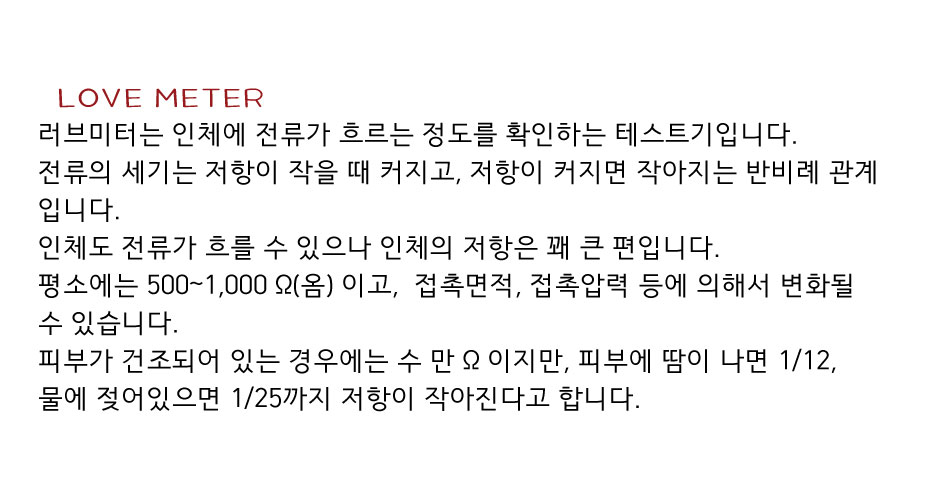 LOVE METER
러브미터는 인체에 전류가 흐르는 정도를 확인하는 테스트기입니다.
전류의 세기는 저항이 작을 때 커지고, 저항이 커지면 작아지는 반비례 관계
입니다.
인체도 전류가 흐를 수 있으나 인체의 저항은 꽤 큰 편입니다.
평소에는 500~1,000 Ω(옴) 이고, 접촉면적, 접촉압력 등에 의해서 변화될
수 있습니다.
피부가 건조되어 있는 경우에는 수 만 Ω 이지만, 피부에 땀이 나면 1/12,
물에 젖어있으면 1/25까지 저항이 작아진다고 합니다.